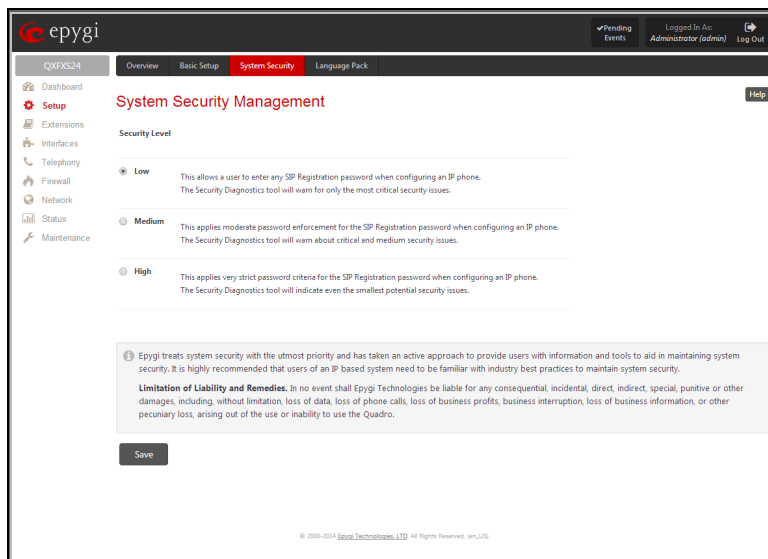 epygi
✔Pending
Events
Logged In As:
Administrator (admin)
Log Out
QXFXS24
Overview
Basic Setup
System Security
Language Pack
Dashboard
Setup
Extensions
Interfaces
Telephony
Firewall
Network
Status
Maintenance
System Security Management
Help
Security Level
Low
This allows a user to enter any SIP Registration password when configuring an IP phone.
The Security Diagnostics tool will warn for only the most critical security issues.
Medium
This applies moderate password enforcement for the SIP Registration password when configuring an IP phone.
The Security Diagnostics tool will warn about critical and medium security issues.
High
This applies very strict password criteria for the SIP Registration password when configuring an IP phone.
The Security Diagnostics tool will indicate even the smallest potential security issues.
Epygi treats system security with the utmost priority and has taken an active approach to provide users with information and tools to aid in maintaining system
security. It is highly recommended that users of an IP based system need to be familiar with industry best practices to maintain system security.
Limitation of Liability and Remedies. In no event shall Epygi Technologies be liable for any consequential, incidental, direct, indirect, special, punitive or other
damages, including, without limitation, loss of data, loss of phone calls, loss of business profits, business interruption, loss of business information, or other
pecuniary loss, arising out of the use or inability to use the Quadro.
Save
© 2000-2014 Epygi Technologies, LTD. All Rights Reserved. (en_US)